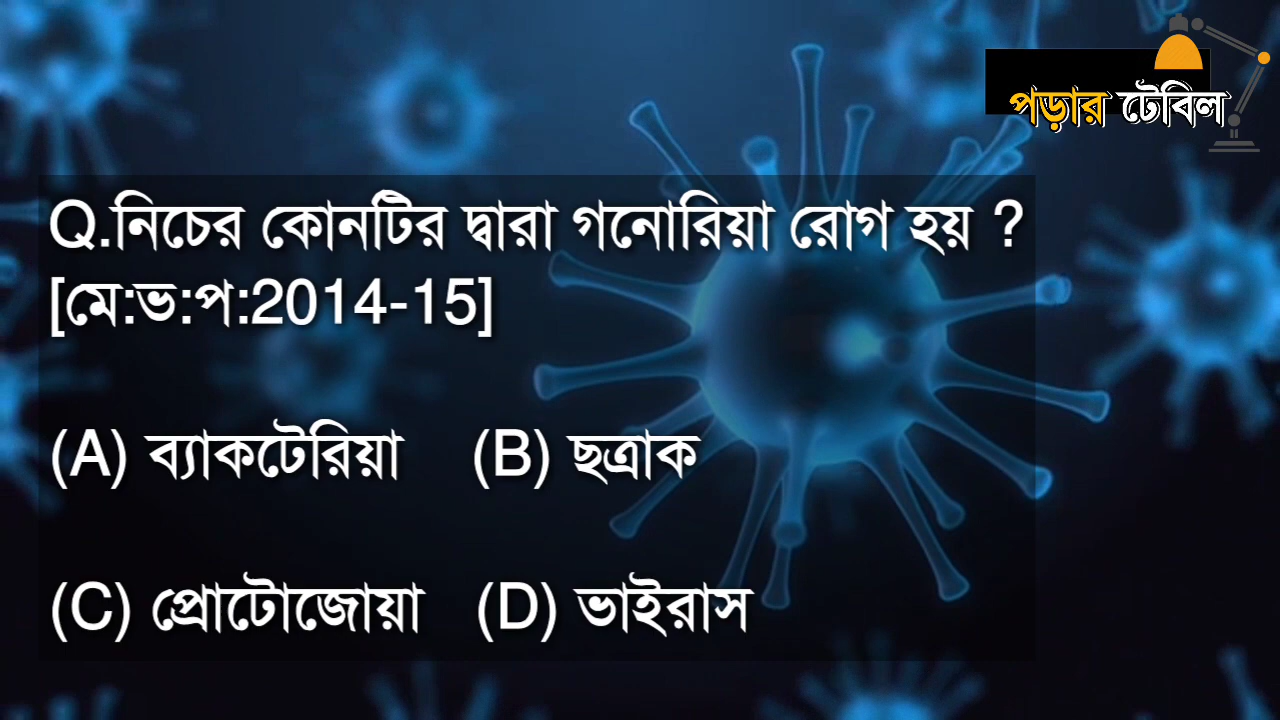 পড়ার টেবিল
Q.নিচের কোনটির দ্বারা গনোরিয়া রোগ হয় ?
[মে:ভ:প:2014-15]
(A) ব্যাকটেরিয়া (B) ছত্রাক
(C) প্রোটোজোয়া (D) ভাইরাস